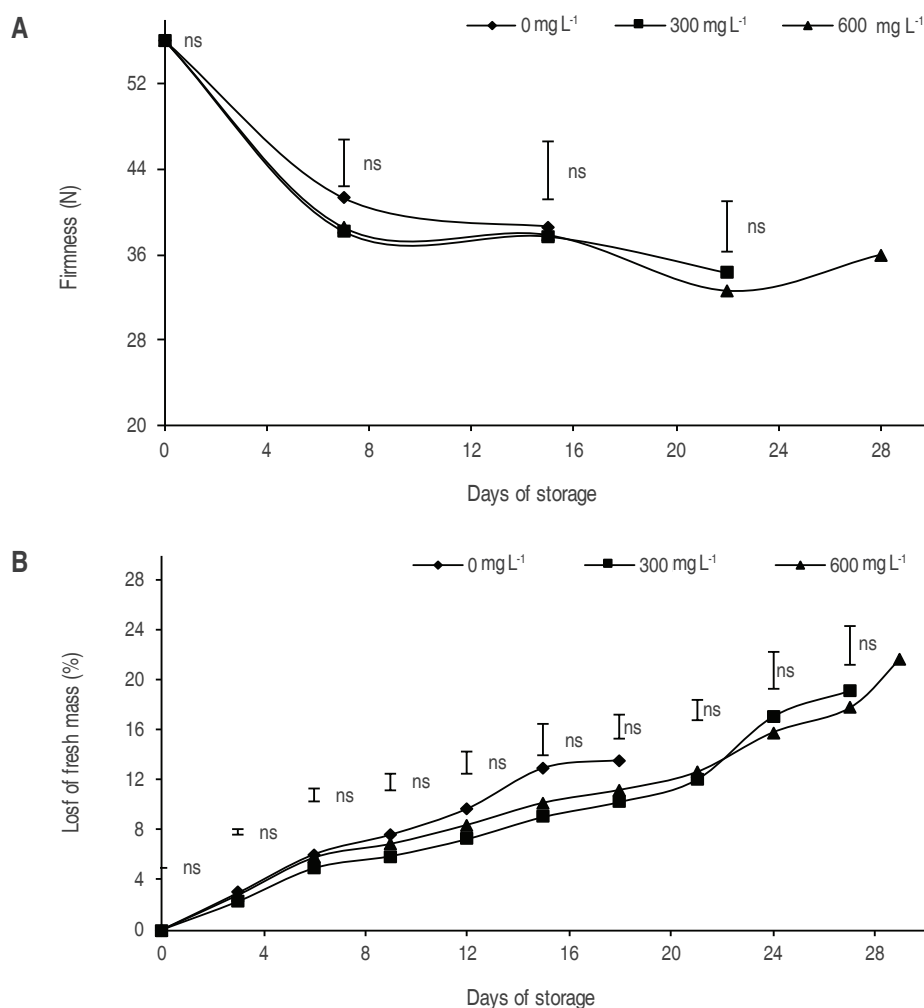 A
0 mg L-1 300 mg L-1 600 mg L-1
ns
52
44
36
28
20
ns
ns
ns
Firmness (N)
0 4 8 12 16 20 24 28
Days of storage
B
0 mg L-1 300 mg L-1 600 mg L-1
28
24
20
16
12
8
4
0
Losf of fresh mass (%)
ns
ns
ns
ns
ns
ns
ns
ns
ns
ns
0 4 8 12 16 20 24 28
Days of storage